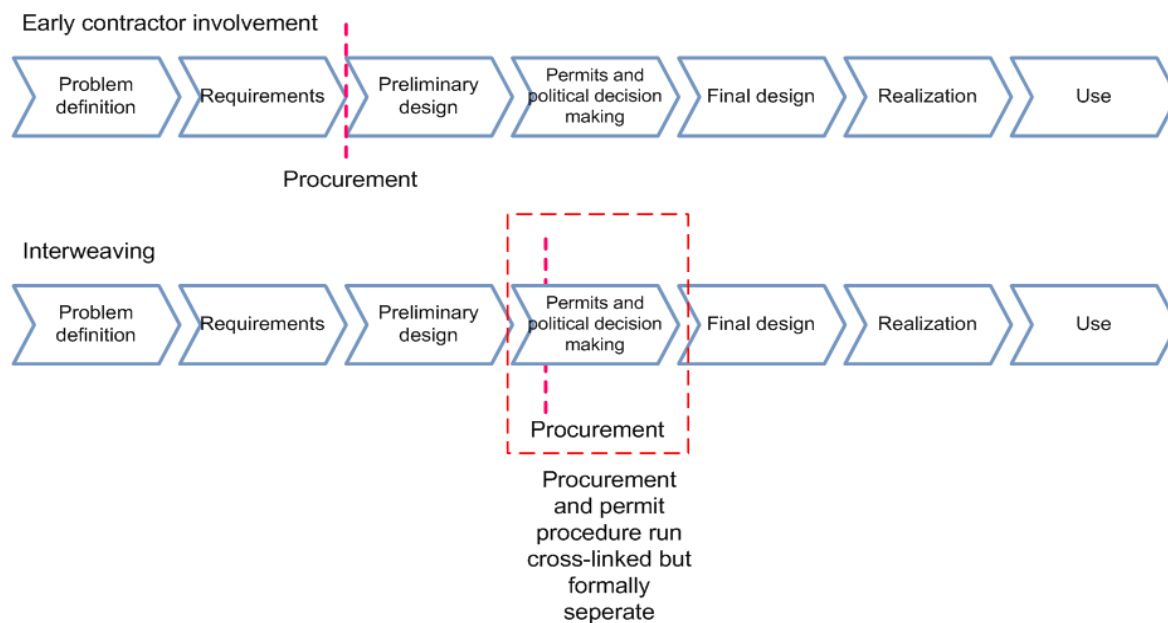 Early contractor involvement
Problem
definition
Requirements
Preliminary
design
Permits and
political decision
making
Final design
Realization
Use
Procurement
Interweaving
Problem
definition
Requirements
Preliminary
design
Permits and
political decision
making
Final design
Realization
Use
Procurement
Procurement
and permit
procedure run
cross-linked but
formally
seperate